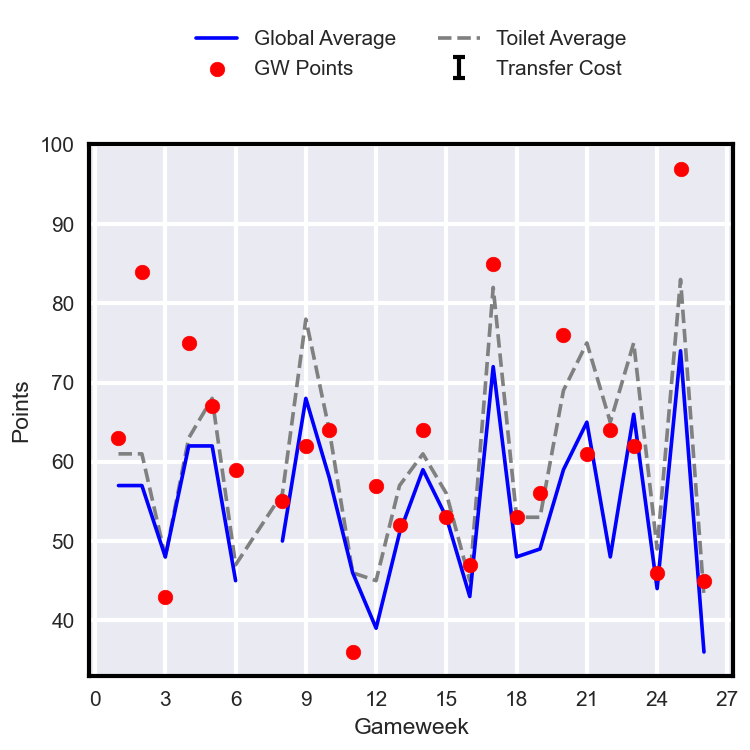 Global Average
Toilet Average
GW Points
Transfer Cost
100
90
80
70
60
50
40
Points
0 3 6 9 12 15 18 21 24 27
Gameweek